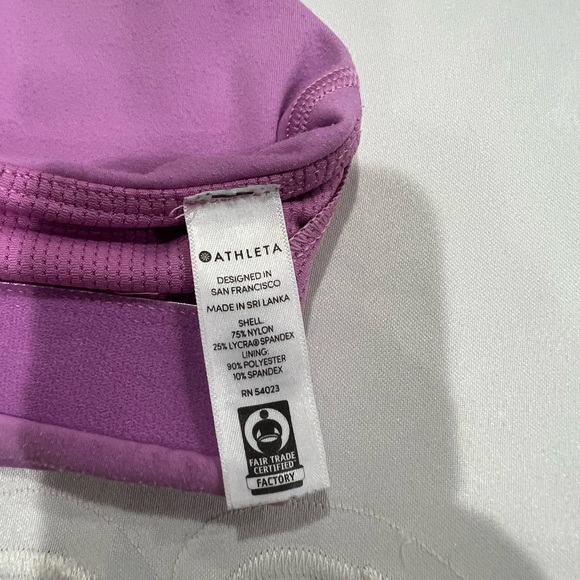 ATHLETA
DESIGNED IN
SAN FRANCISCO
MADE IN SRI LANKA
SHELL:
75% NYLON
25% LYCRA® SPANDEX
LINING:
90% POLYESTER
10% SPANDEX
RN 54023
FAIR TRADE
CERTIFIED
FACTORY